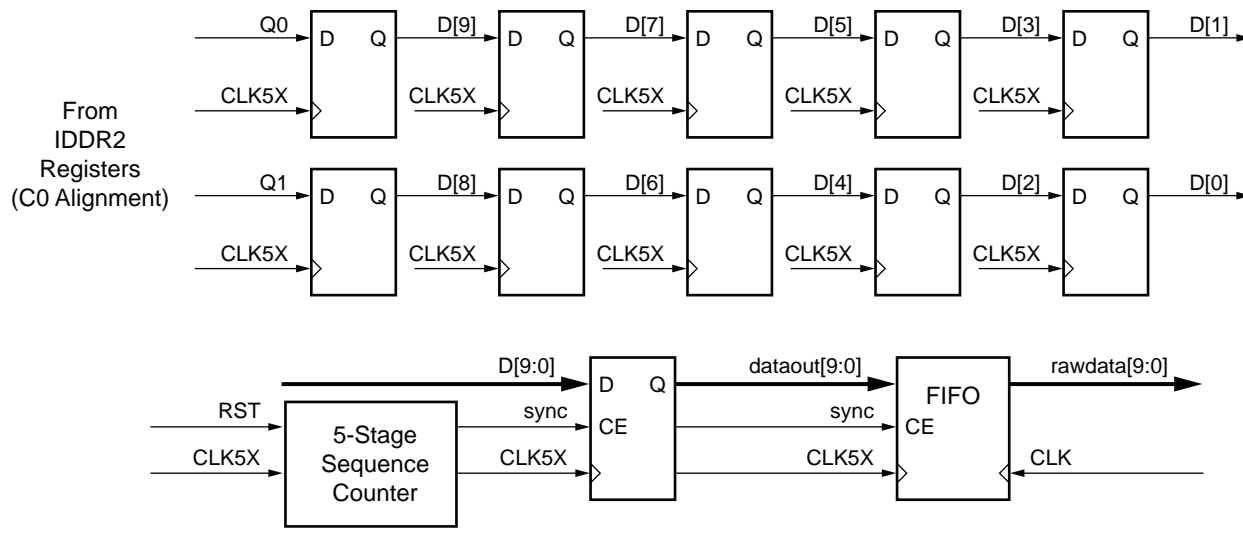 Q0 D Q D[9] D Q D[7] D Q D[5] D Q D[3] D Q D[1]
CLK5X CLK5X CLK5X CLK5X CLK5X
From
IDDR2
Registers
(C0 Alignment)
Q1 D Q D[8] D Q D[6] D Q D[4] D Q D[2] D Q D[0]
CLK5X CLK5X CLK5X CLK5X CLK5X
D[9:0] D Q dataout[9:0] FIFO rawdata[9:0]
RST sync CE sync CE
CLK5X CLK5X CLK5X CLK
5-Stage
Sequence
Counter